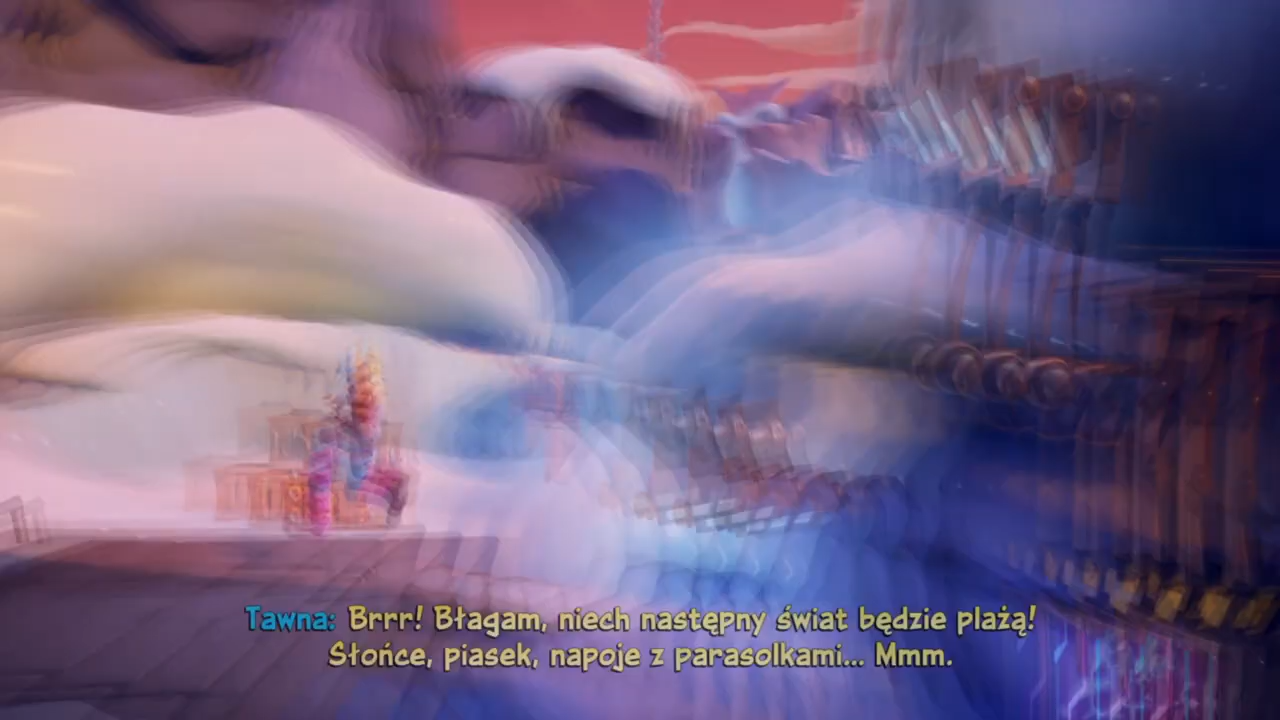 Tawna: Brrr! Błagam, niech następny świat będzie plażą!
Słońce, piasek, napoje z parasolkami... Mmm.